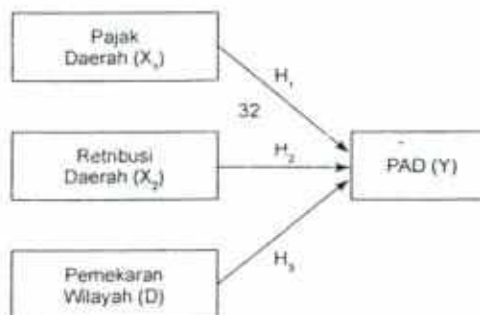 Pajak
Daerah (X₁)
H₁
32
Retribusi
Daerah (X₂)
H₂
PAD (Y)
H₃
Pemekaran
Wilayah (D)